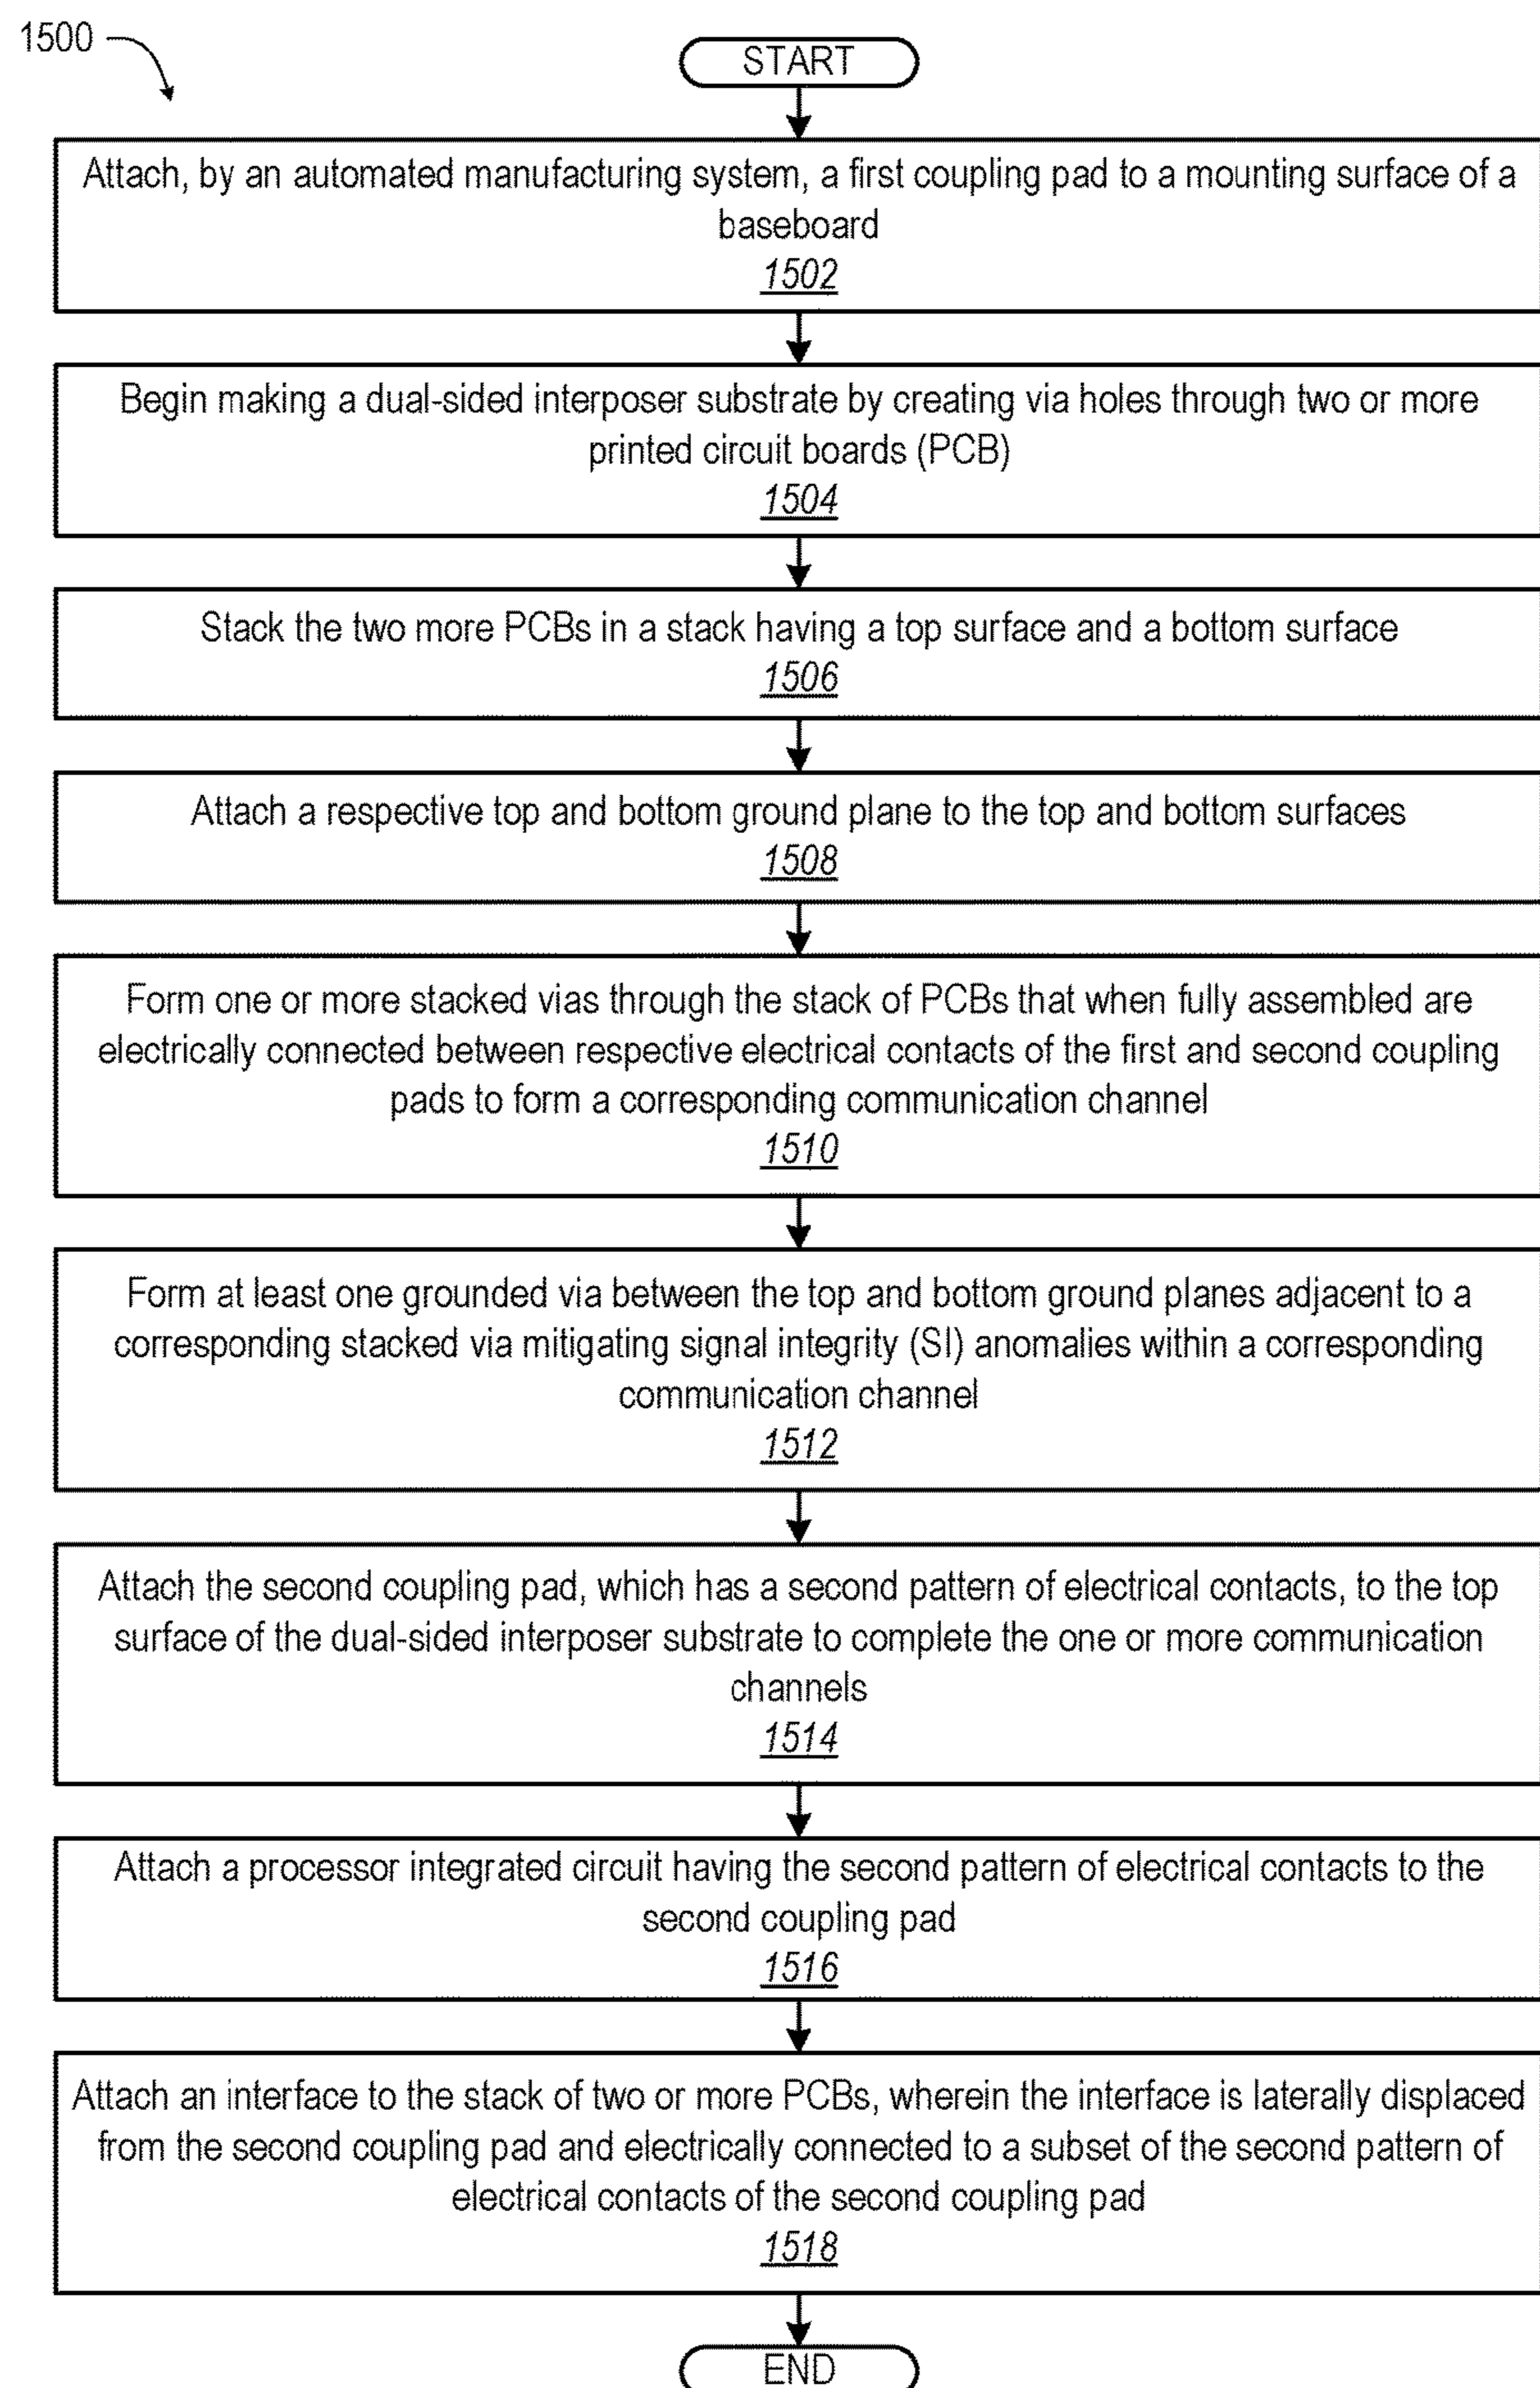 1500
START
Attach, by an automated manufacturing system, a first coupling pad to a mounting surface of a
baseboard
1502
Begin making a dual-sided interposer substrate by creating via holes through two or more
printed circuit boards (PCB)
1504
Stack the two more PCBs in a stack having a top surface and a bottom surface
1506
Attach a respective top and bottom ground plane to the top and bottom surfaces
1508
Form one or more stacked vias through the stack of PCBs that when fully assembled are
electrically connected between respective electrical contacts of the first and second coupling
pads to form a corresponding communication channel
1510
Form at least one grounded via between the top and bottom ground planes adjacent to a
corresponding stacked via mitigating signal integrity (SI) anomalies within a corresponding
communication channel
1512
Attach the second coupling pad, which has a second pattern of electrical contacts, to the top
surface of the dual-sided interposer substrate to complete the one or more communication
channels
1514
Attach a processor integrated circuit having the second pattern of electrical contacts to the
second coupling pad
1516
Attach an interface to the stack of two or more PCBs, wherein the interface is laterally displaced
from the second coupling pad and electrically connected to a subset of the second pattern of
electrical contacts of the second coupling pad
1518
END